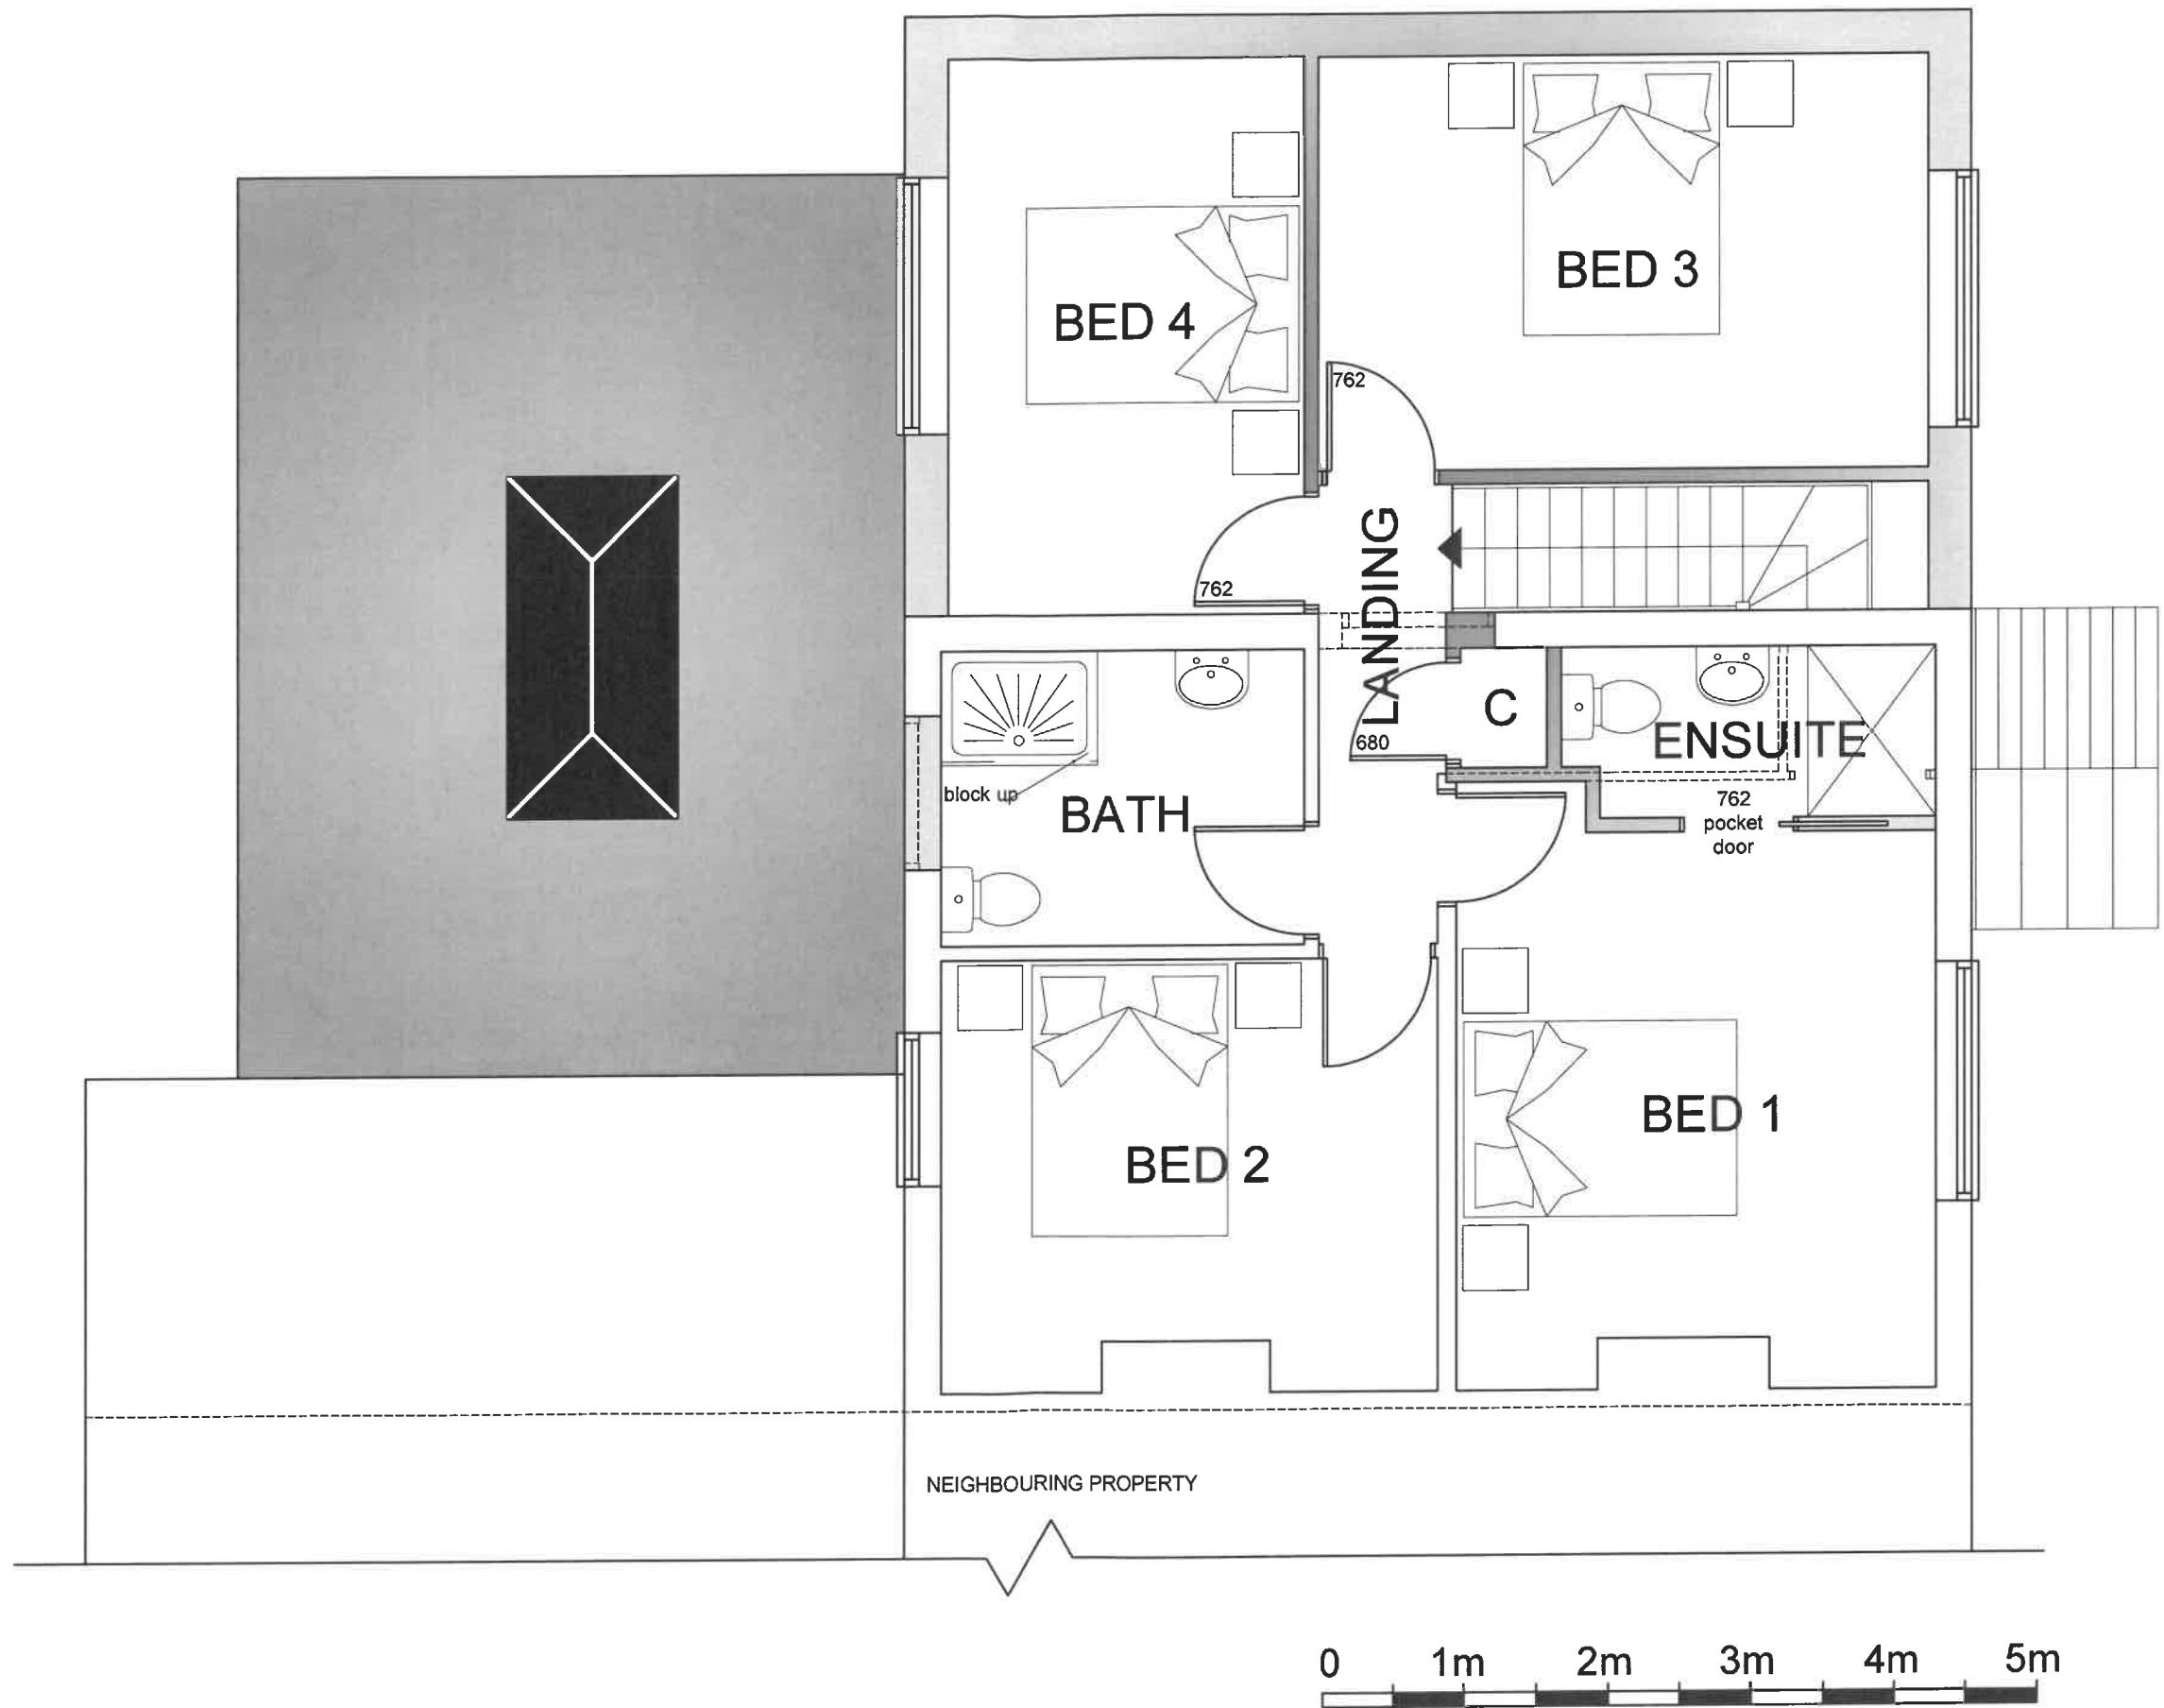 BED 3
BED 4
762
LANDING
762
C
680
ENSUITE
block up
BATH
762
pocket
door
BED 1
BED 2
NEIGHBOURING PROPERTY
0 1m 2m 3m 4m 5m